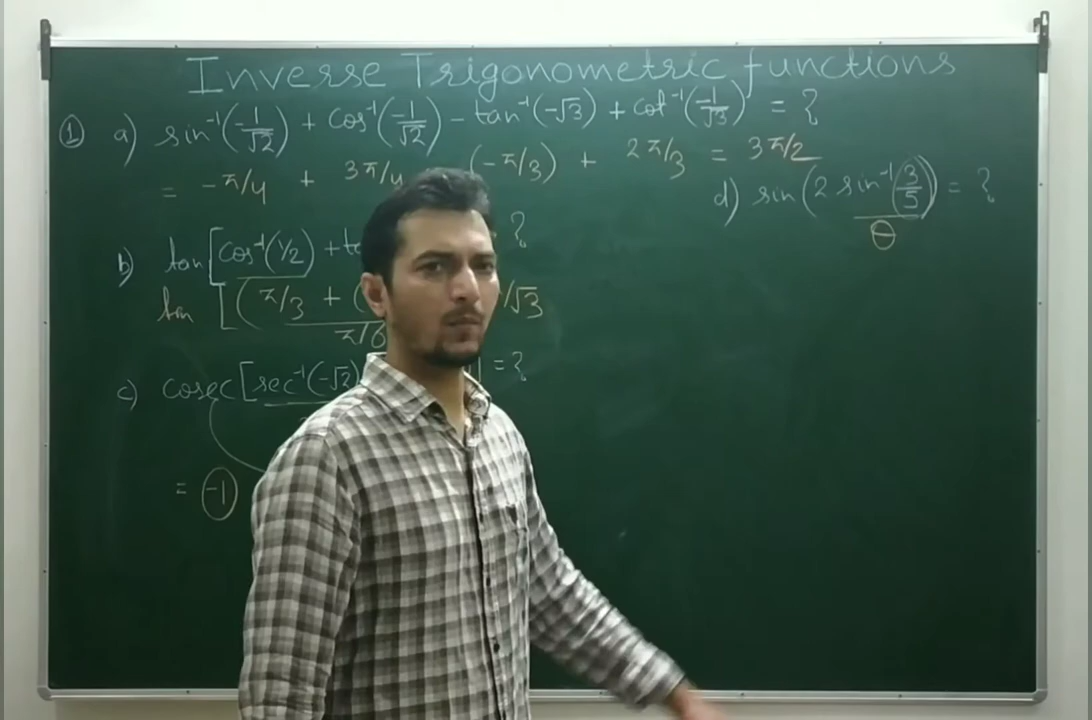 Inverse Trigonometric functions
① a) sin⁻¹(-1/√2) + cos⁻¹(-1/√2) - tan⁻¹(-√3) + cot⁻¹(-1/√3) = ?
= -π/4 + 3π/4 (-π/3) + 2π/3 = 3π/2
d) sin(2 sin⁻¹(3/5)) = ?
θ
b) tan[cos⁻¹(1/2) + ?
tan [(π/3 + ( /√3
π/6
c) cosec[sec⁻¹(-√2) ] = ?
= -1